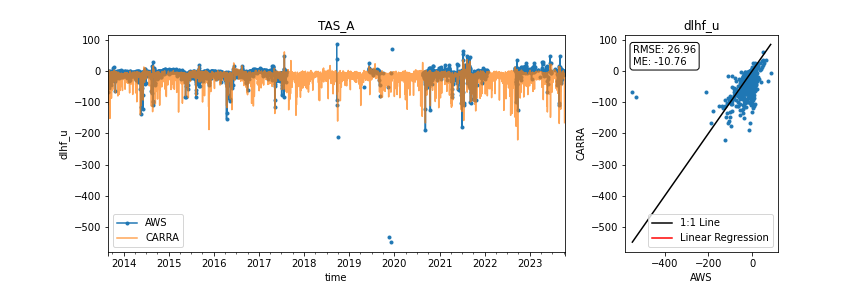 TAS_A
100
0
−100
−200
−300
−400
−500
dlhf_u
AWS
CARRA
2014
2015
2016
2017
2018
2019
2020
2021
2022
2023
time
dlhf_u
RMSE: 26.96
ME: -10.76
100
0
−100
−200
−300
−400
−500
CARRA
1:1 Line
Linear Regression
−400
−200
0
AWS